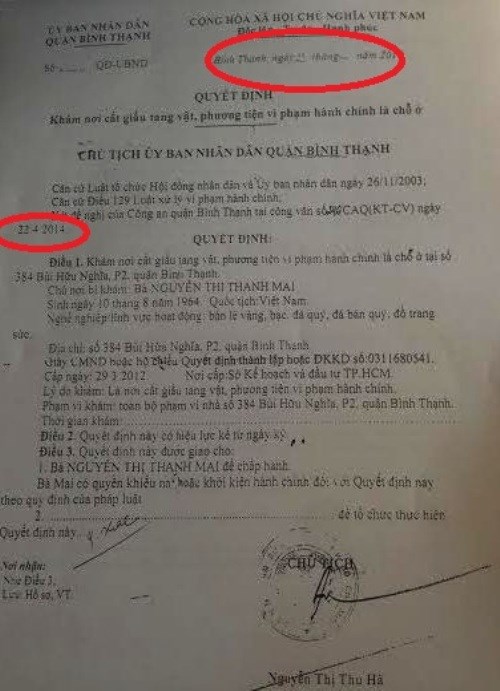 ỦY BAN NHÂN DÂN
QUẬN BÌNH THẠNH
Số QĐ-UBND
CỘNG HÒA XÃ HỘI CHỦ NGHĨA VIỆT NAM
Độc phúc
Bình Thạnh, ngày tháng năm 201
QUYẾT ĐỊNH
Khám nơi cất giấu tang vật, phương tiện vi phạm hành chính là chỗ ở
CHỦ TỊCH ỦY BAN NHÂN DÂN QUẬN BÌNH THẠNH
Căn cứ Luật tổ chức Hội đồng nhân dân và Ủy ban nhân dân ngày 26/11/2003;
Căn cứ Điều 129 Luật xử lý vi phạm hành chính;
đề nghị của Công an quận Bình Thạnh tại công văn số CAQ(KT-CV) ngày
22-4-2014
QUYẾT ĐỊNH:
Điều 1. Khám nơi cất giấu tang vật, phương tiện vi phạm hành chính là chỗ ở tại số
384 Bùi Hữu Nghĩa, P2, quận Bình Thạnh.
Chủ nơi bị khám: Bà NGUYỄN THỊ THANH MAI
Sinh ngày 10 tháng 8 năm 1964 Quốc tịch: Việt Nam.
Nghề nghiệp/lĩnh vực hoạt động: bán lẻ vàng, bạc, đá quý, đá bán quý, đồ trang
sức.
Địa chỉ: số 384 Bùi Hữu Nghĩa, P2, quận Bình Thạnh
Giấy CMND hoặc hộ chiếu/Quyết định thành lập hoặc ĐKKD số:0311680541.
Cấp ngày: 29-3-2012. Nơi cấp:Sở Kế hoạch và đầu tư TP.HCM.
Lý do khám: Là nơi cất giấu tang vật, phương tiện vi phạm hành chính.
Phạm vi khám: toàn bộ phạm vi nhà số 384 Bùi Hữu Nghĩa, P2, quận Bình Thạnh.
Thời gian khám:
Điều 2. Quyết định này có hiệu lực kể từ ngày ký
Điều 3. Quyết định này được giao cho:
1. Bà NGUYỄN THỊ THANH MAI để chấp hành.
Bà Mai có quyền khiếu nại hoặc khởi kiện hành chính đối với Quyết định này
theo quy định của pháp luật
2 để tổ chức thực hiện
Quyết định này.
Nơi nhận:
Như Điều 3;
Lưu: Hồ sơ, VT.
CHỦ TỊCH
Nguyễn Thị Thu Hà